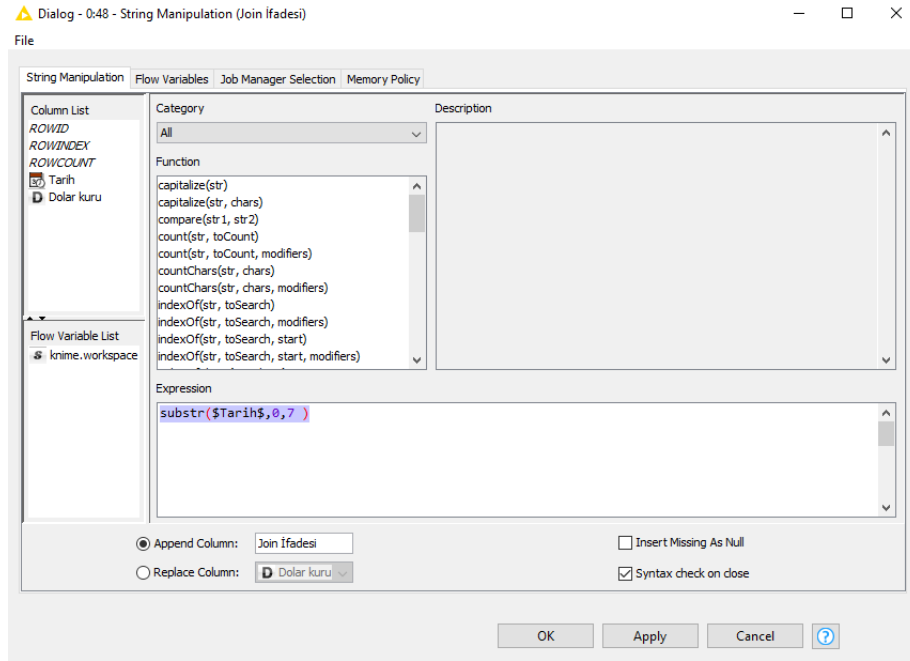 Dialog - 0:48 - String Manipulation (Join İfadesi)
File
String Manipulation Flow Variables Job Manager Selection Memory Policy
Column List
ROWID
ROWINDEX
ROWCOUNT
Tarih
D Dolar kuru
Flow Variable List
s knime.workspace
Category
All
Function
capitalize(str)
capitalize(str, chars)
compare(str1, str2)
count(str, toCount)
count(str, toCount, modifiers)
countChars(str, chars)
countChars(str, chars, modifiers)
indexOf(str, toSearch)
indexOf(str, toSearch, modifiers)
indexOf(str, toSearch, start)
indexOf(str, toSearch, start, modifiers)
Description
Expression
substr($Tarih$,0,7 )
Append Column: Join İfadesi
Replace Column: D Dolar kuru
Insert Missing As Null
Syntax check on close
OK Apply Cancel ?